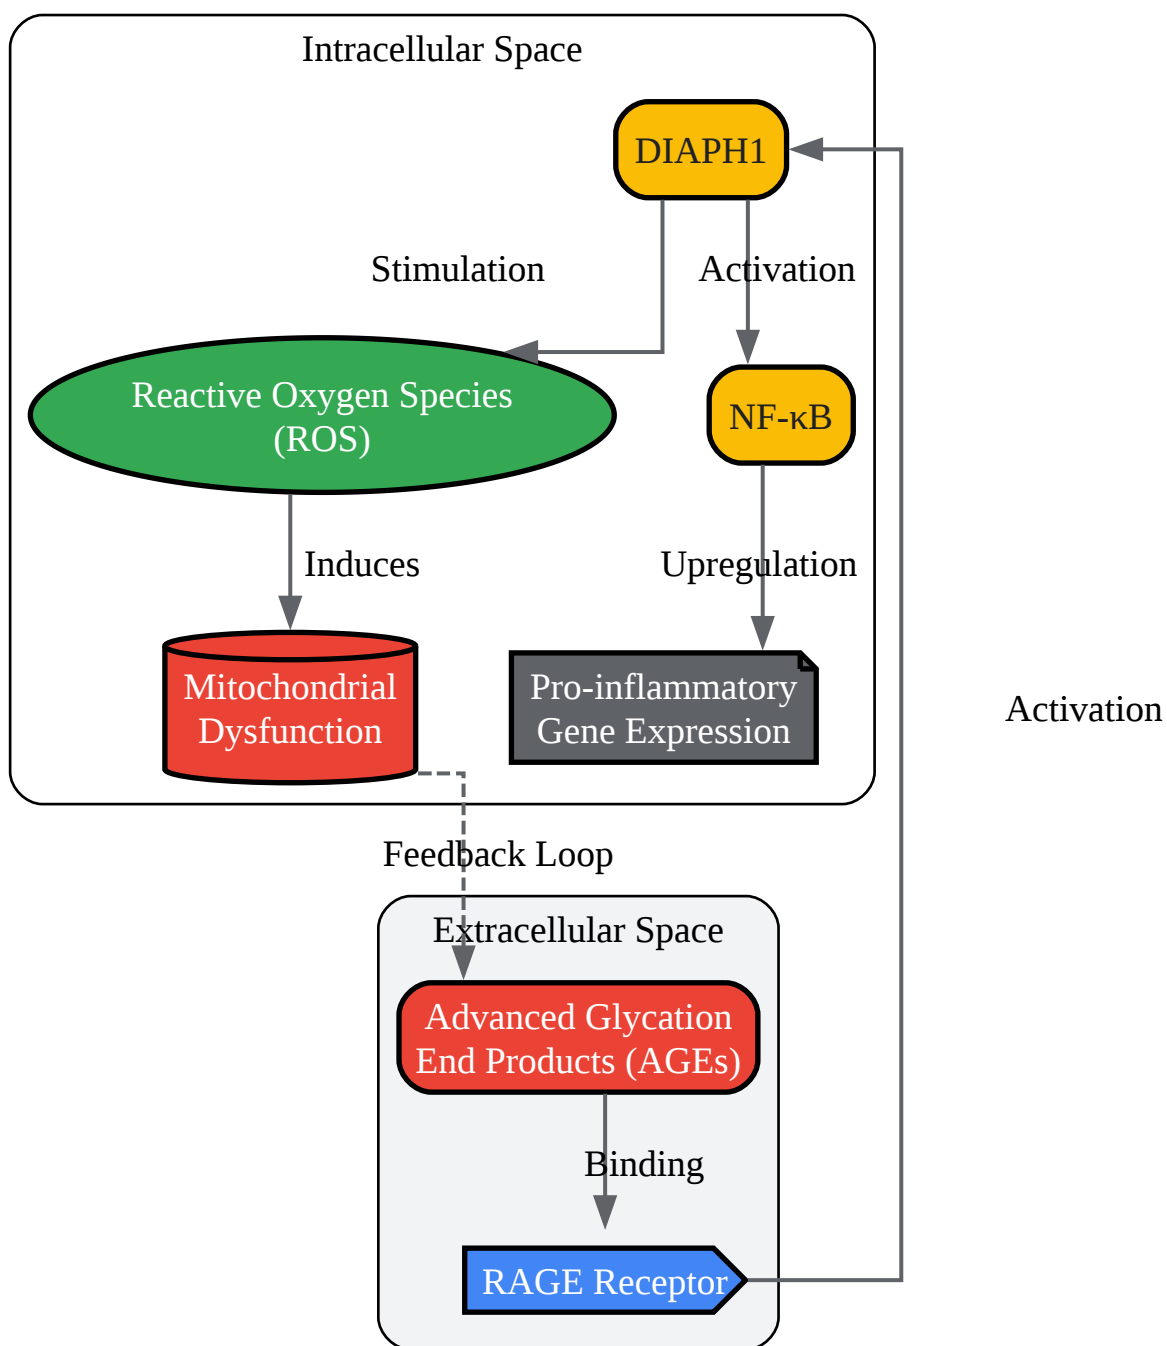 Intracellular Space
DIAPH1
Stimulation
Activation
Reactive Oxygen Species
(ROS)
NF-κB
Induces
Upregulation
Mitochondrial
Dysfunction
Pro-inflammatory
Gene Expression
Activation
Feedback Loop
Extracellular Space
Advanced Glycation
End Products (AGEs)
Binding
RAGE Receptor